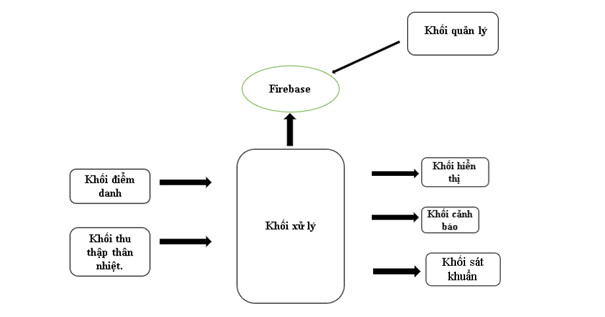 Khối quản lý
Firebase
Khối điểm
danh
Khối thu
thập thân
nhiệt.
Khối xử lý
Khối hiển
thị
Khối cảnh
báo
Khối sát
khuẩn